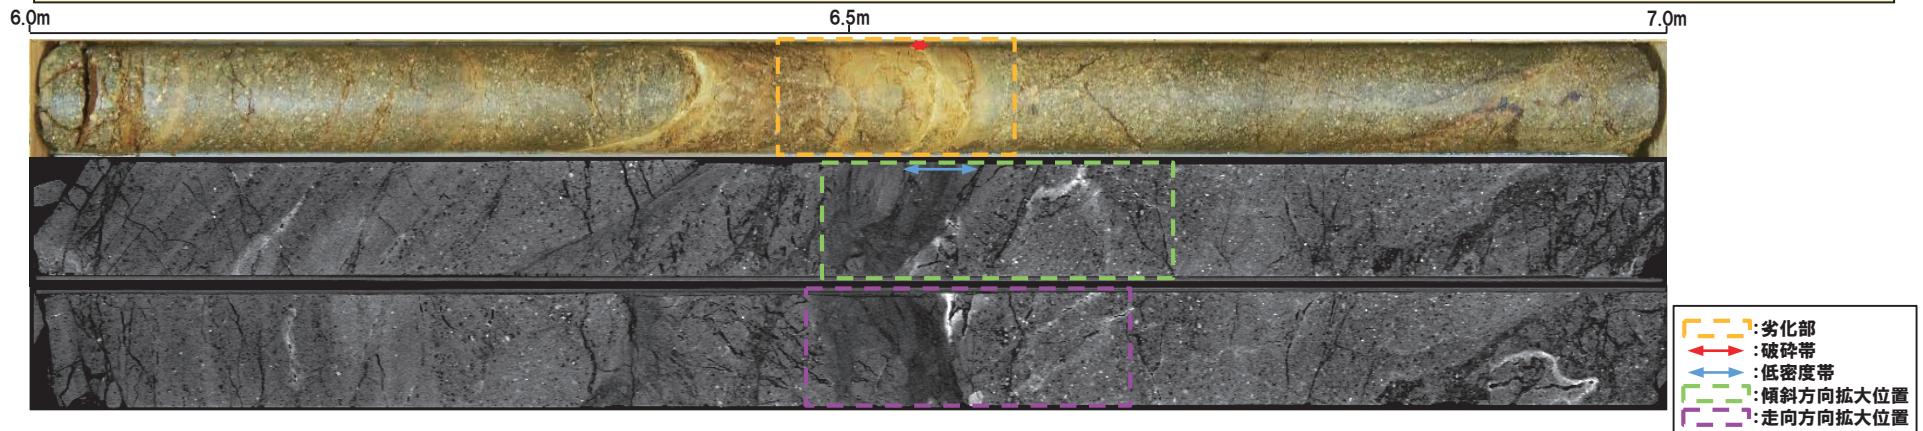 6.0m 6.5m 7.0m
:劣化部
:破砕帯
:低密度帯
:傾斜方向拡大位置
:走向方向拡大位置